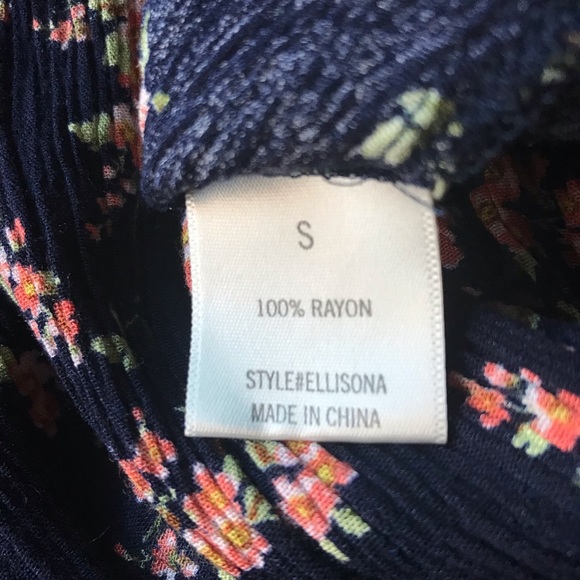 S
100% RAYON
STYLE#ELLISONA
MADE IN CHINA